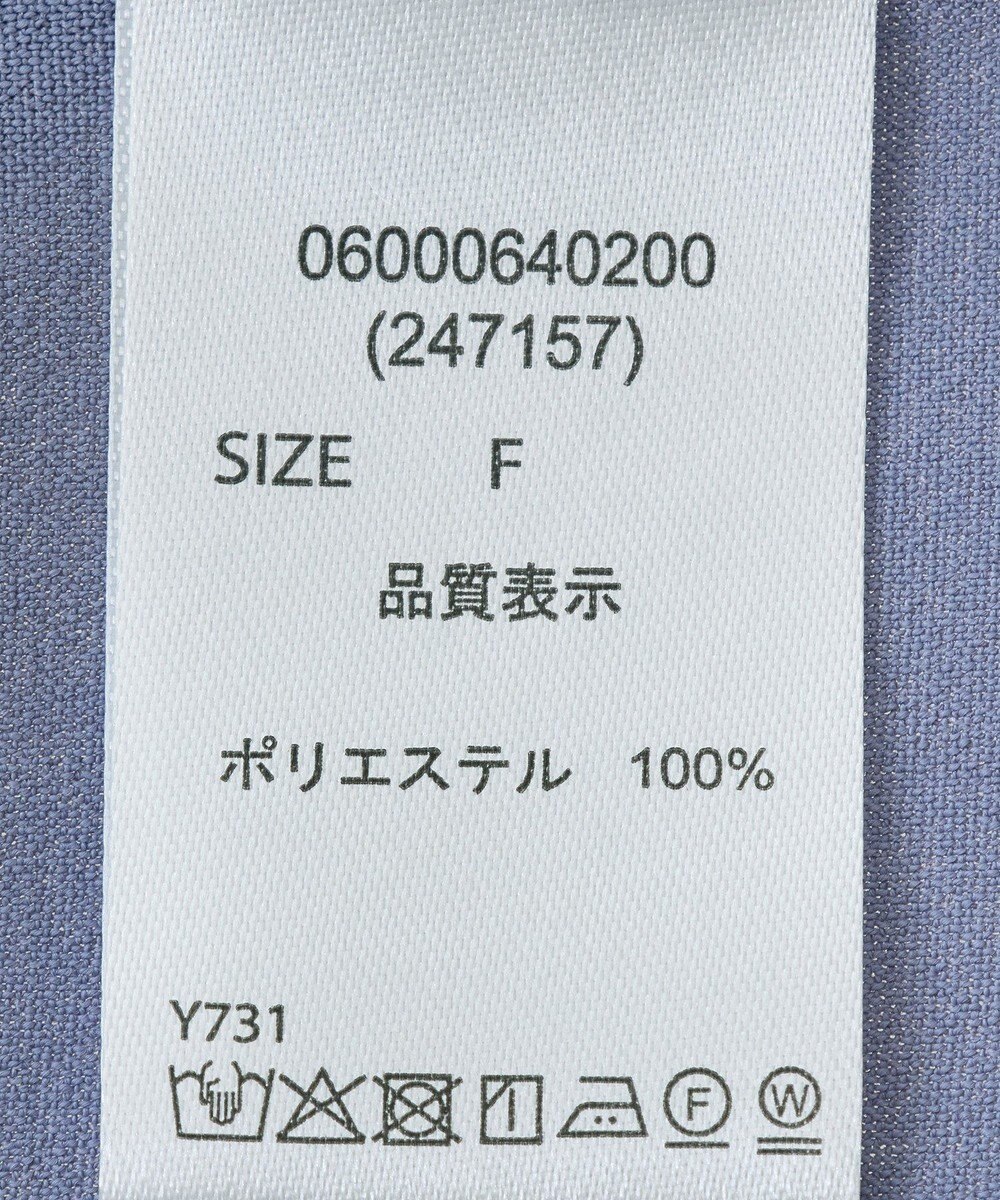 06000640200
(247157)
SIZE F
品質表示
ポリエステル 100%
Y731
F W